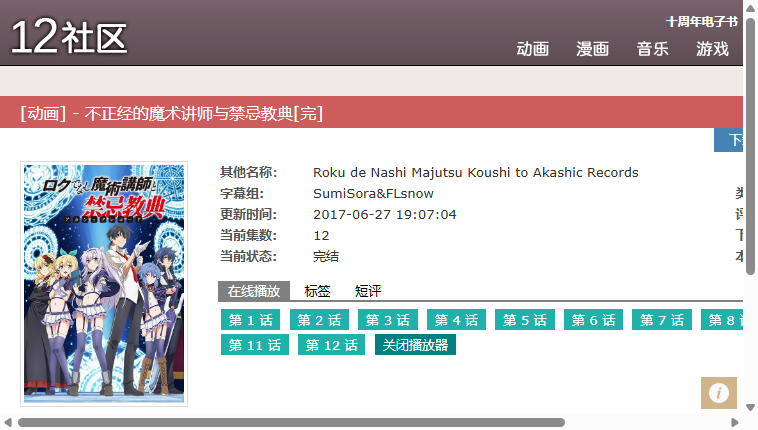 12社区
十周年电子书
动画 漫画 音乐 游戏
[动画] - 不正经的魔术讲师与禁忌教典[完]
ロクでなし魔術講師と
禁忌教典
其他名称： Roku de Nashi Majutsu Koushi to Akashic Records
字幕组： SumiSora&FLsnow
更新时间： 2017-06-27 19:07:04
当前集数： 12
当前状态： 完结
在线播放 标签 短评
第 1 话 第 2 话 第 3 话 第 4 话 第 5 话 第 6 话 第 7 话 第 8
第 11 话 第 12 话 关闭播放器